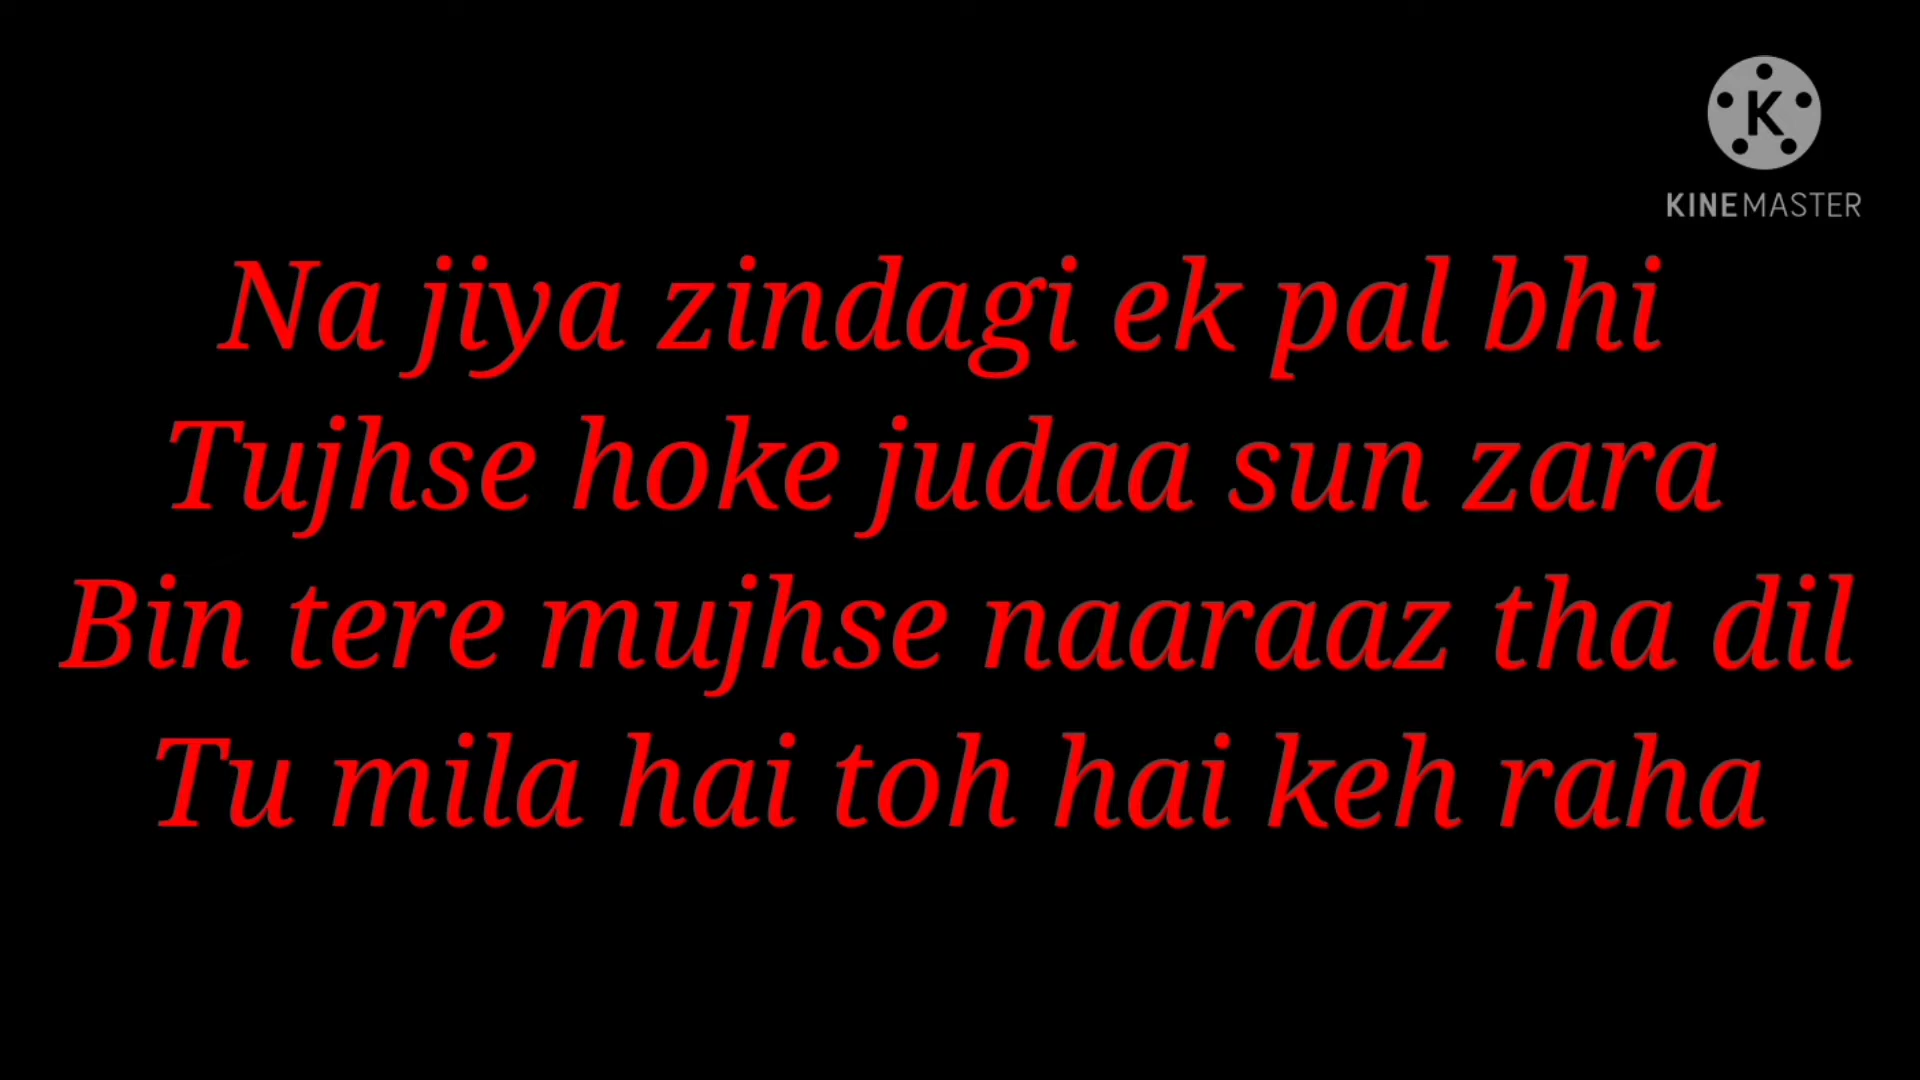 KINEMASTER
Na jiya zindagi ek pal bhi
Tujhse hoke judaa sun zara
Bin tere mujhse naaraaz tha dil
Tu mila hai toh hai keh raha